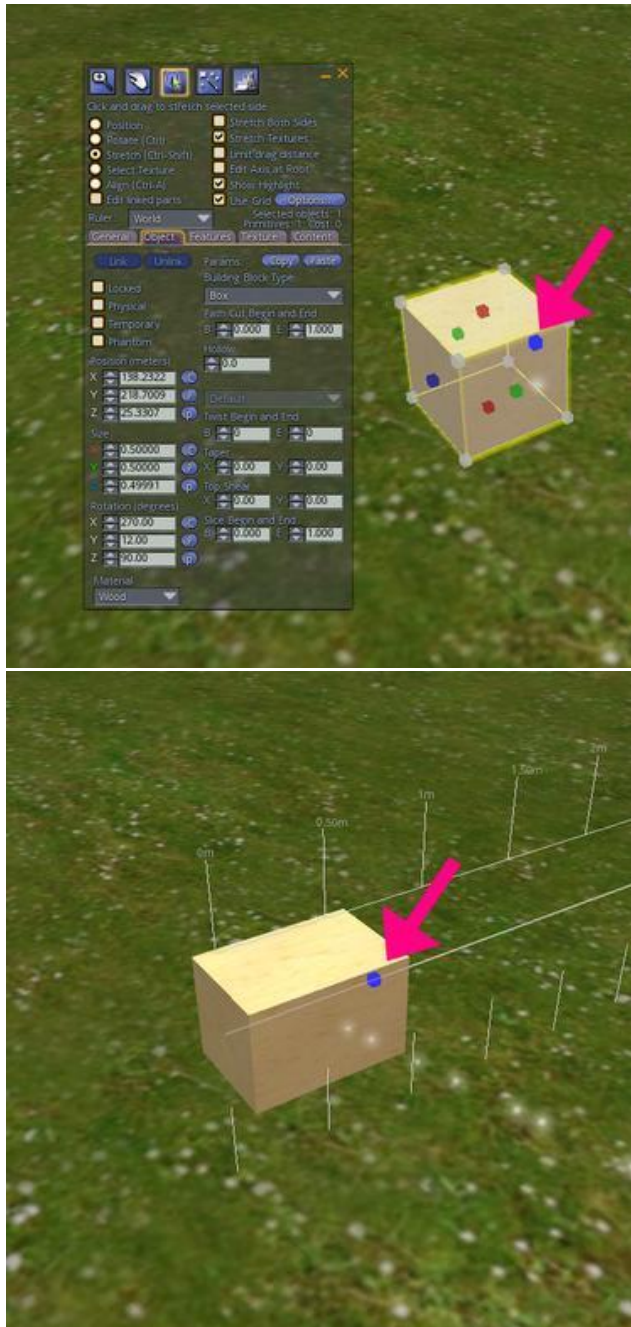 Click and drag to stretch selected side
Position
Rotate (Ctrl)
Stretch (Ctrl-Shift)
Select Texture
Align (Ctrl-A)
Edit linked parts
Stretch Both Sides
Stretch Textures
Limit drag distance
Edit Axis at Root
Show Highlight
Use Grid Options...
Ruler: World
Selected objects: 1
Primitives: 1 Cost: 0
General Object Features Texture Content
Link Unlink
Locked
Physical
Temporary
Phantom
Position (meters)
X 138.2322 C
Y 218.7009
Z 25.3307 p
Size
X 0.50000 C
Y 0.50000
Z 0.49991 p
Rotation (degrees)
X 270.00 C
Y 12.00
Z 90.00 p
Material
Wood
Params: Copy Paste
Building Block Type
Box
Path Cut Begin and End
B 0.000 E 1.000
Hollow
0.0
Default
Twist Begin and End
B 0 E 0
Taper
X 0.00 Y 0.00
Top Shear
X 0.00 Y 0.00
Slice Begin and End
B 0.000 E 1.000
0m
0.50m
1m
1.50m
2m